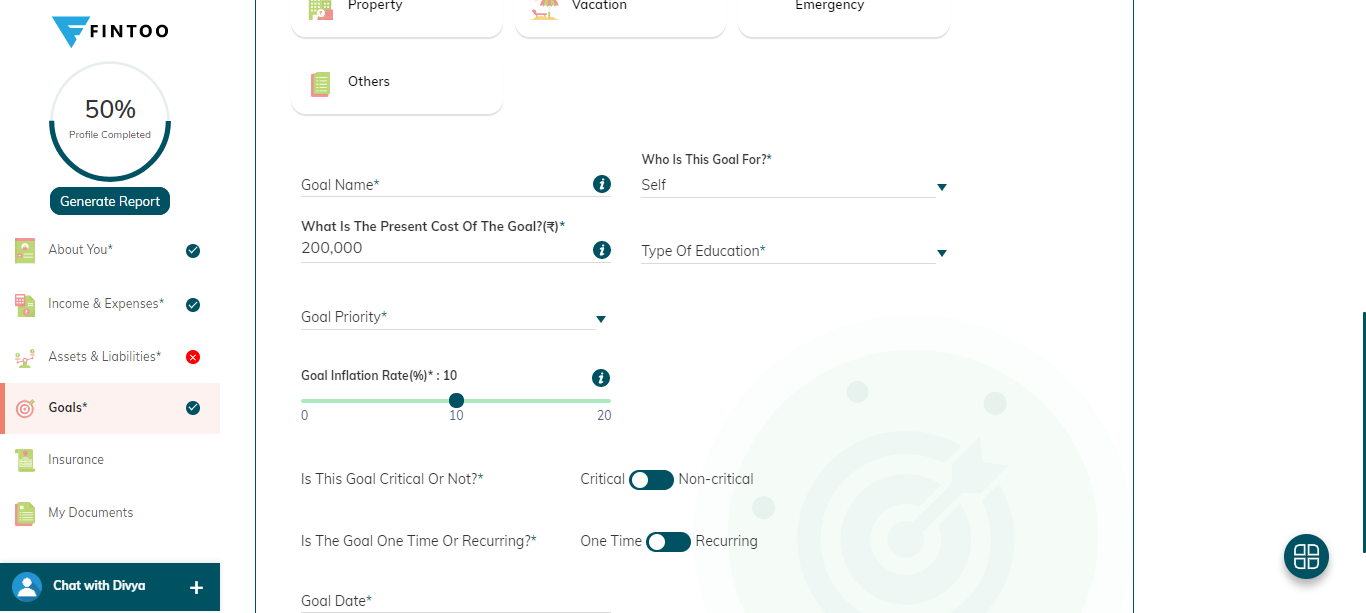 FINTOO
50%
Profile Completed
Generate Report
About You*
Income & Expenses*
Assets & Liabilities*
Goals*
Insurance
My Documents
Chat with Divya +
Property
Vacation
Emergency
Others
Goal Name*
Who Is This Goal For?*
Self
What Is The Present Cost Of The Goal?(₹)*
200,000
Type Of Education*
Goal Priority*
Goal Inflation Rate(%)* : 10
0 10 20
Is This Goal Critical Or Not?* Critical Non-critical
Is The Goal One Time Or Recurring?* One Time Recurring
Goal Date*